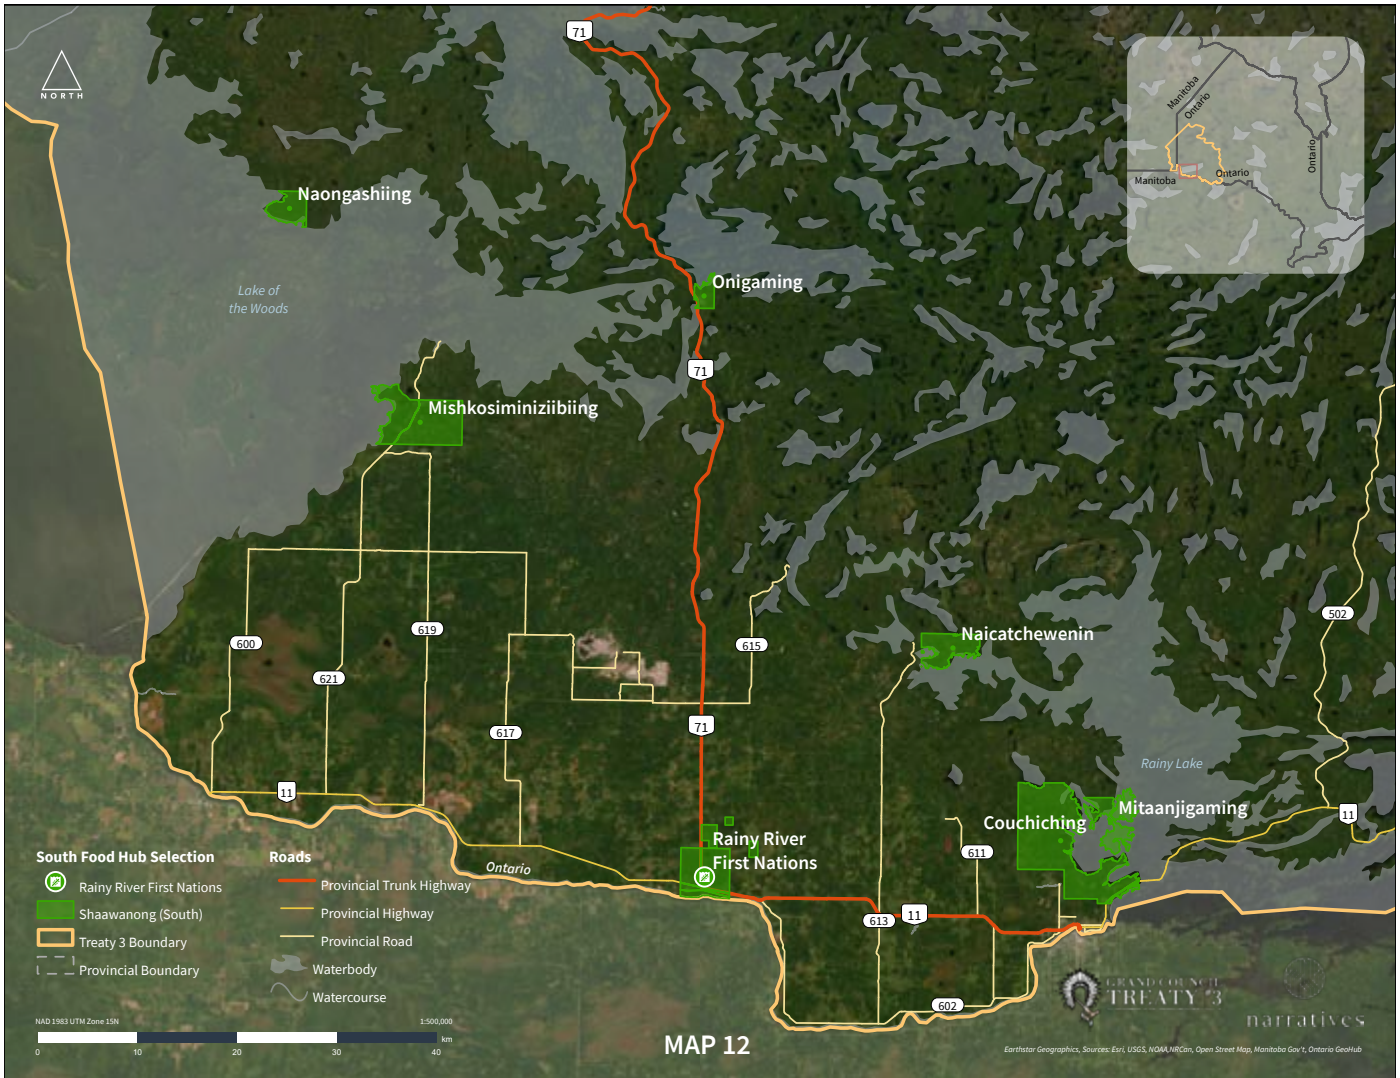 71
NORTH
Manitoba
Ontario
Ontario
Manitoba
Ontario
Naongashiing
Onigaming
Lake of
the Woods
71
Mishkosiminiziibiing
502
600
619
615
Naicatchewenin
621
71
617
Rainy Lake
11
Mitaanjigaming
11
Couchiching
Rainy River
First Nations
611
Ontario
613
11
602
South Food Hub Selection
Rainy River First Nations
Shaawanong (South)
Treaty 3 Boundary
Provincial Boundary
Roads
Provincial Trunk Highway
Provincial Highway
Provincial Road
Waterbody
Watercourse
NAD 1983 UTM Zone 15N
1:500,000
km
0 10 20 30 40
MAP 12
GRAND COUNCIL
TREATY #3
narratives
Earthstar Geographics, Sources: Esri, USGS, NOAA,NRCan, Open Street Map, Manitoba Gov't, Ontario GeoHub